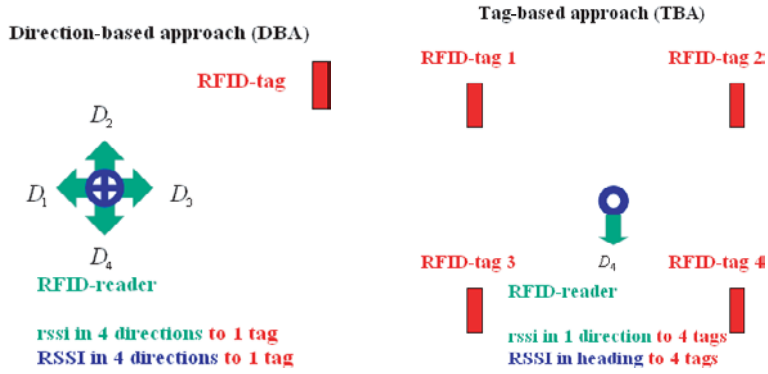 Direction-based approach (DBA)
RFID-tag
D2
D1
D3
D4
RFID-reader
rssi in 4 directions to 1 tag
RSSI in 4 directions to 1 tag
Tag-based approach (TBA)
RFID-tag 1
RFID-tag 2
D4
RFID-tag 3
RFID-tag 4
RFID-reader
rssi in 1 direction to 4 tags
RSSI in heading to 4 tags